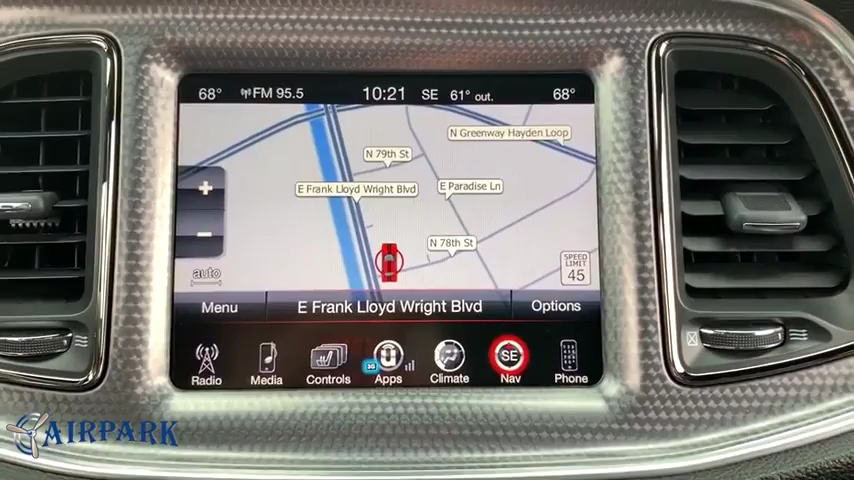 68° FM 95.5 10:21 SE 61° out. 68°
N Greenway Hayden Loop
N 79th St
E Frank Lloyd Wright Blvd
E Paradise Ln
N 78th St
+
–
auto
SPEED
LIMIT
45
Menu E Frank Lloyd Wright Blvd Options
3G SE
Radio Media Controls Apps Climate Nav Phone
AIRPARK